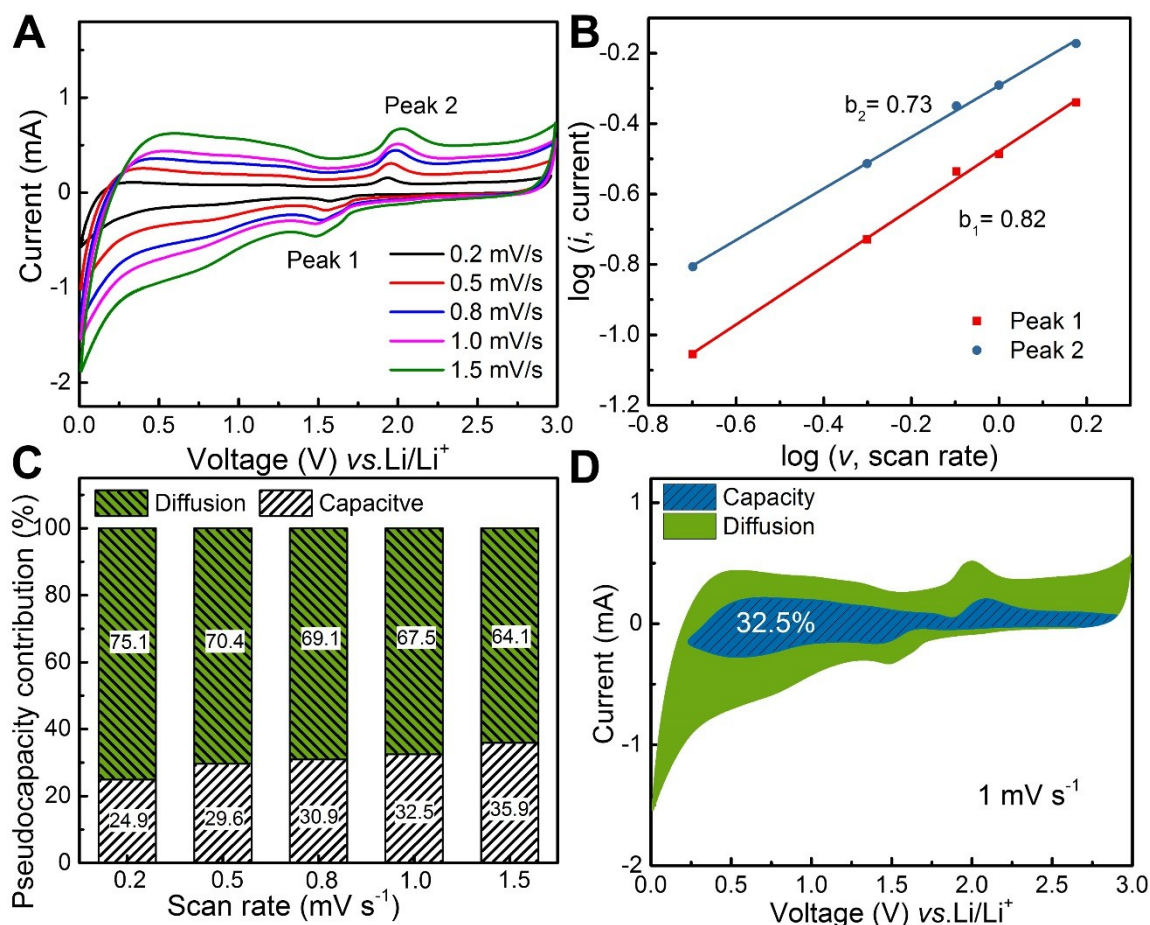 A
Current (mA)
1
0
-1
-2
Peak 2
Peak 1
0.2 mV/s
0.5 mV/s
0.8 mV/s
1.0 mV/s
1.5 mV/s
0.0 0.5 1.0 1.5 2.0 2.5 3.0
Voltage (V) vs.Li/Li⁺
B
log (i, current)
-0.2
-0.4
-0.6
-0.8
-1.0
-1.2
b₂= 0.73
b₁= 0.82
Peak 1
Peak 2
-0.8 -0.6 -0.4 -0.2 0.0 0.2
log (v, scan rate)
C
Pseudocapacity contribution (%)
Diffusion Capacitve
100
80
60
40
20
0
75.1 70.4 69.1 67.5 64.1
24.9 29.6 30.9 32.5 35.9
0.2 0.5 0.8 1.0 1.5
Scan rate (mV s⁻¹)
D
Current (mA)
Capacity
Diffusion
1
0
-1
-2
32.5%
1 mV s⁻¹
0.0 0.5 1.0 1.5 2.0 2.5 3.0
Voltage (V) vs.Li/Li⁺